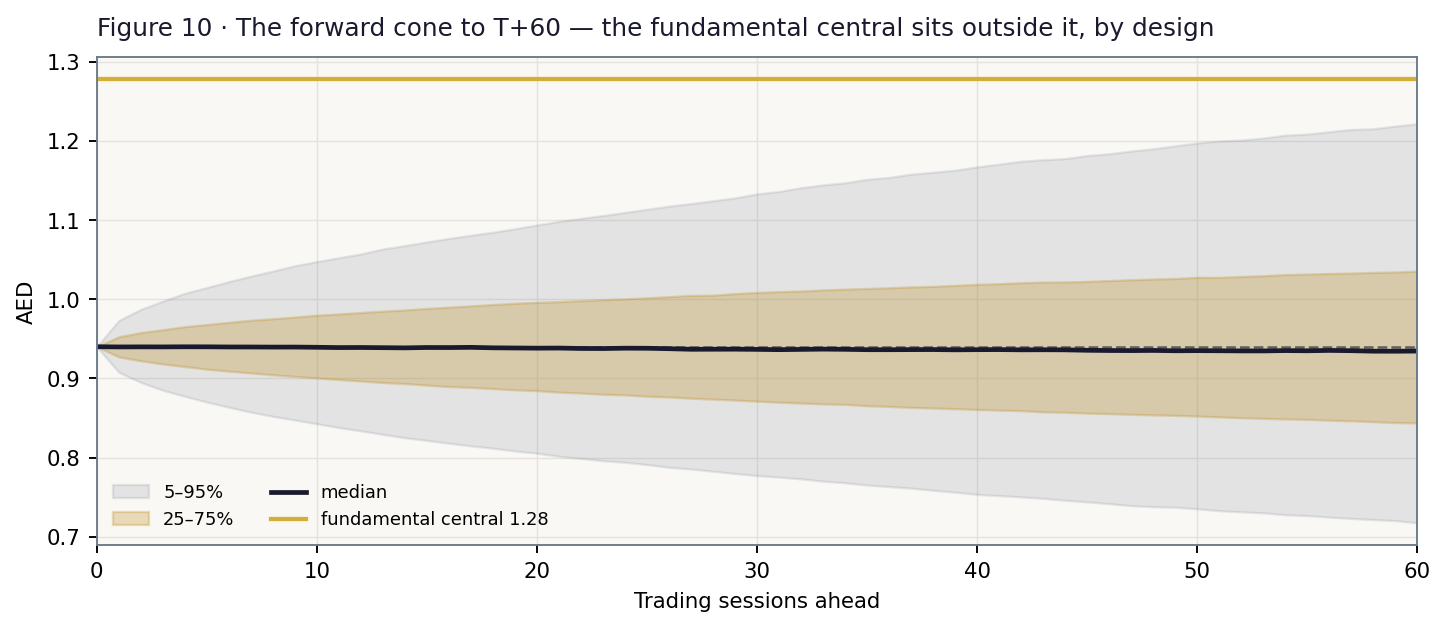 Figure 10 · The forward cone to T+60 — the fundamental central sits outside it, by design
1.3
1.2
1.1
1.0
0.9
0.8
0.7
AED
5–95%
25–75%
median
fundamental central 1.28
0 10 20 30 40 50 60
Trading sessions ahead